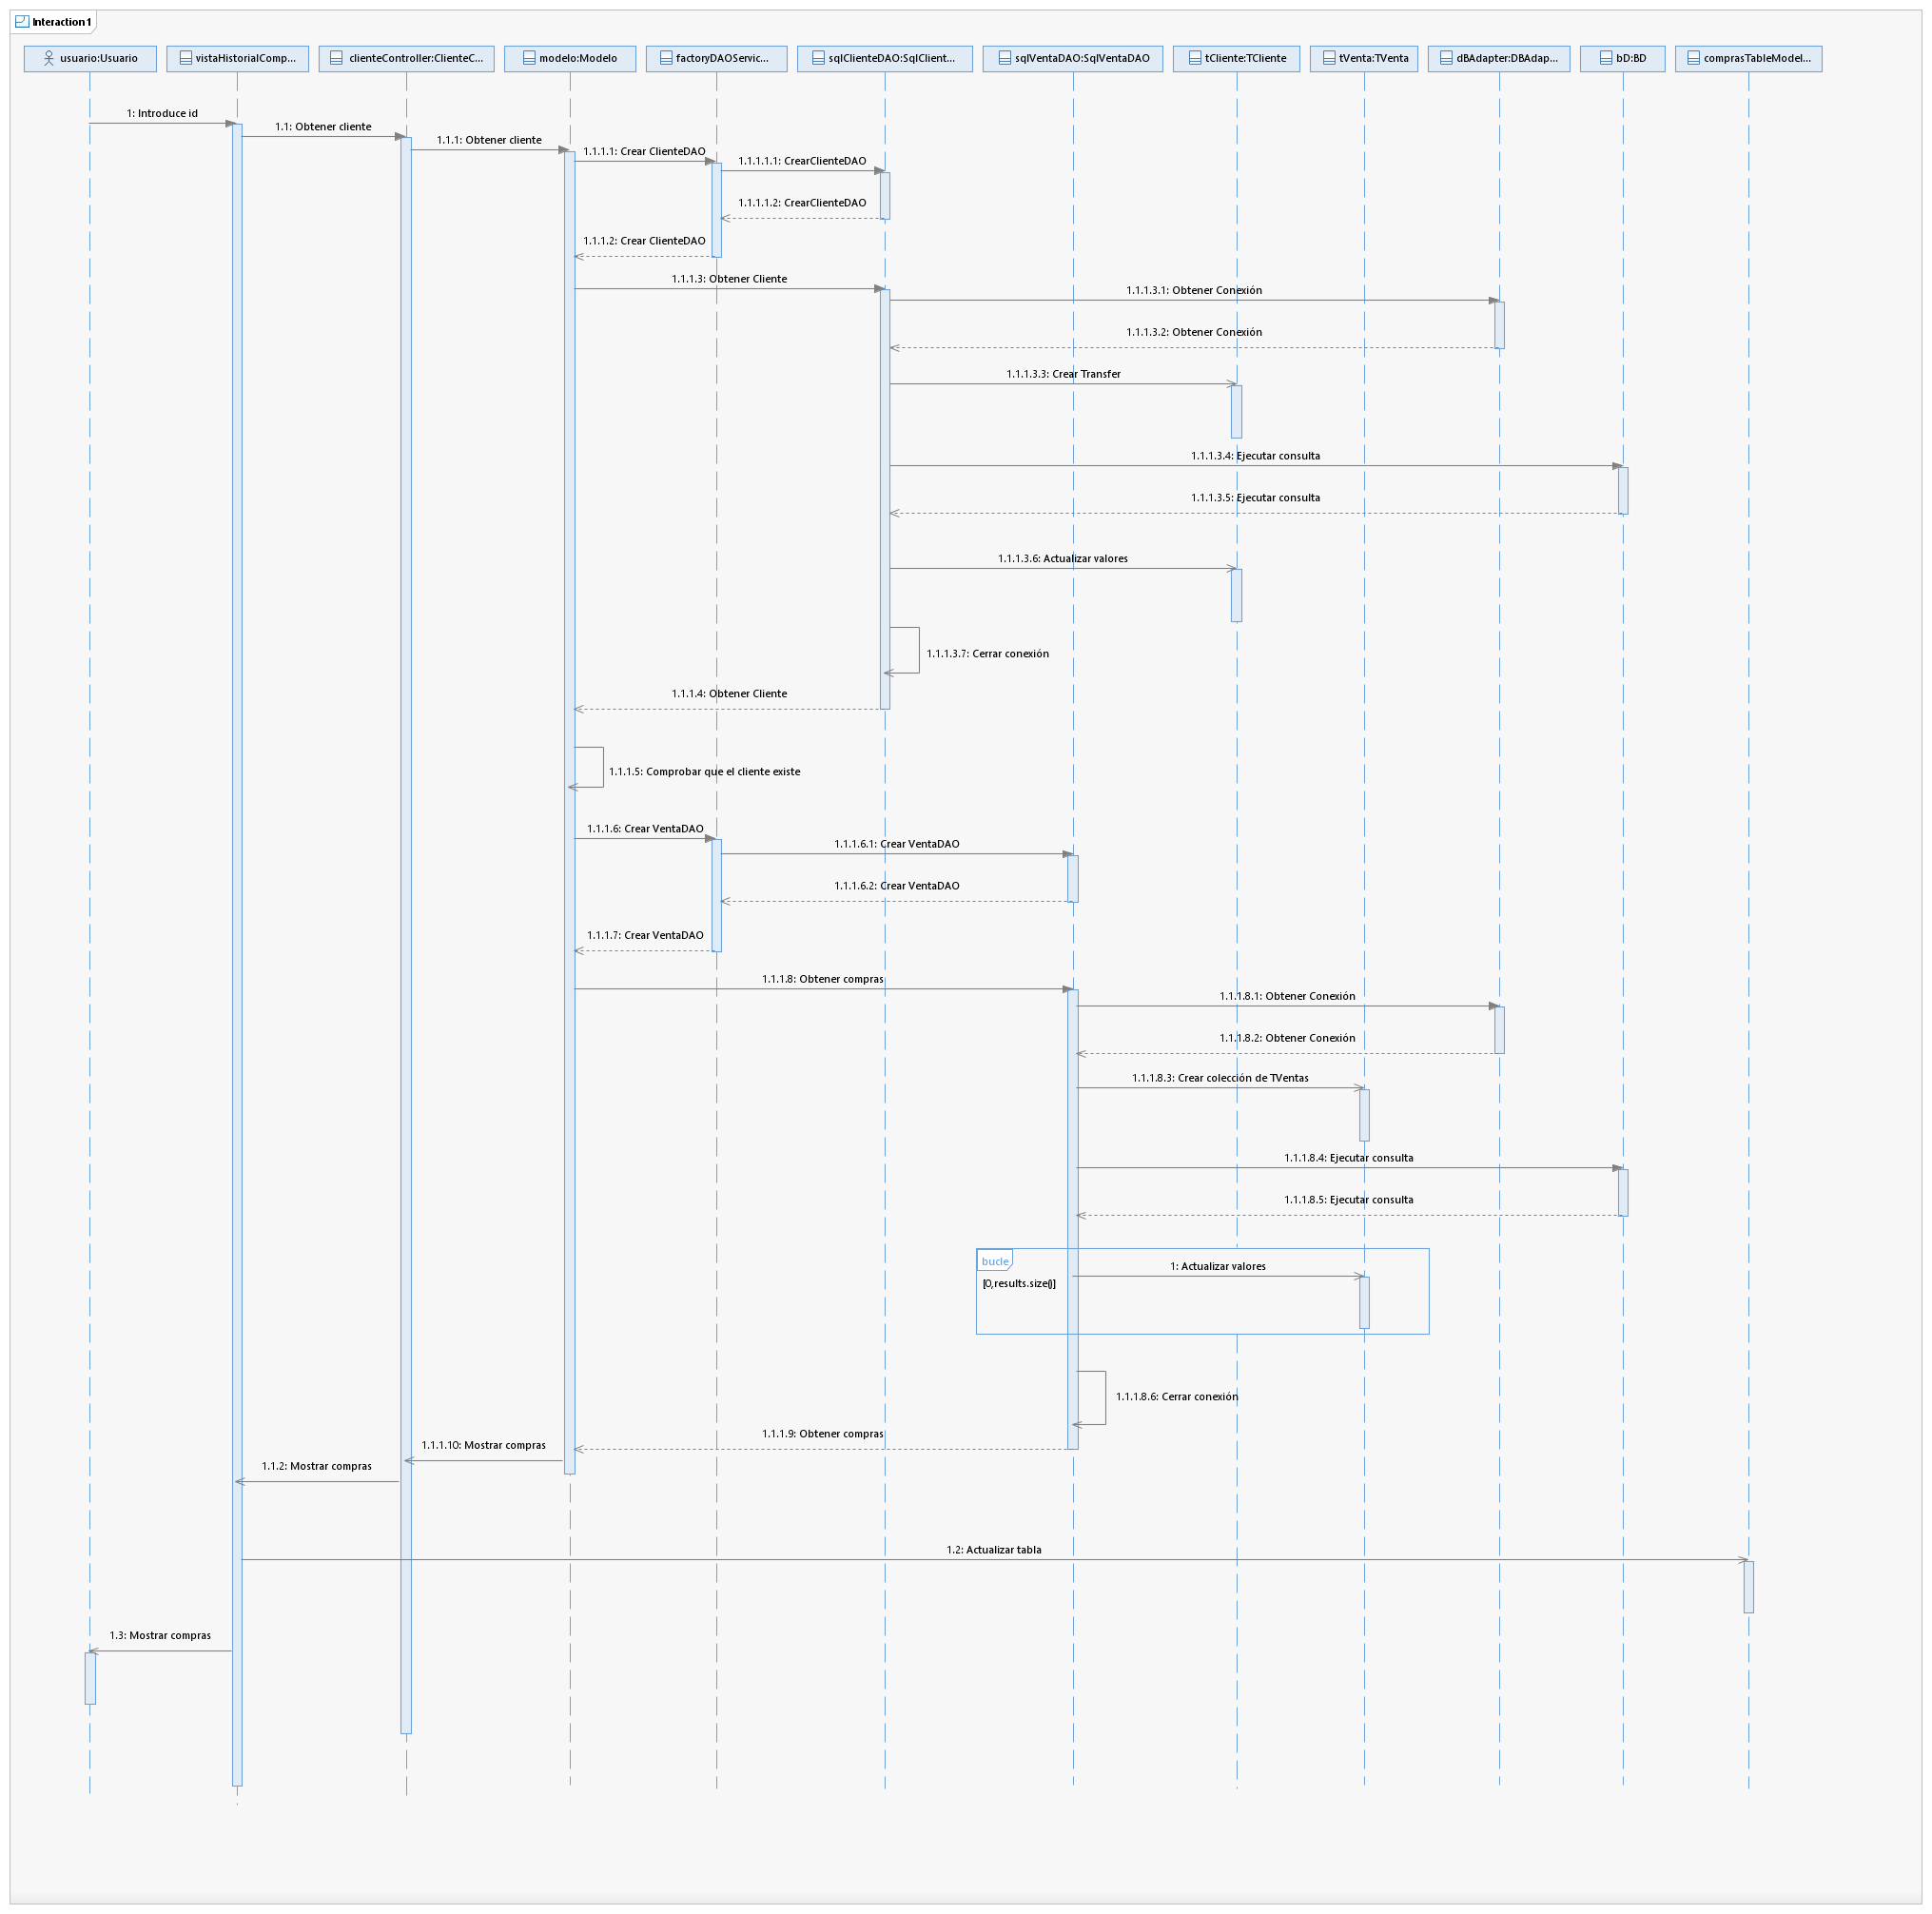 Interaction1
usuario:Usuario
vistaHistorialComp...
clienteController:ClienteC...
modelo:Modelo
factoryDAOServic...
sqlClienteDAO:SqlClient...
sqlVentaDAO:SqlVentaDAO
tCliente:TCliente
tVenta:TVenta
dBAdapter:DBAdap...
bD:BD
comprasTableModel...
1: Introduce id
1.1: Obtener cliente
1.1.1: Obtener cliente
1.1.1.1: Crear ClienteDAO
1.1.1.1.1: CrearClienteDAO
1.1.1.1.2: CrearClienteDAO
1.1.1.2: Crear ClienteDAO
1.1.1.3: Obtener Cliente
1.1.1.3.1: Obtener Conexión
1.1.1.3.2: Obtener Conexión
1.1.1.3.3: Crear Transfer
1.1.1.3.4: Ejecutar consulta
1.1.1.3.5: Ejecutar consulta
1.1.1.3.6: Actualizar valores
1.1.1.3.7: Cerrar conexión
1.1.1.4: Obtener Cliente
1.1.1.5: Comprobar que el cliente existe
1.1.1.6: Crear VentaDAO
1.1.1.6.1: Crear VentaDAO
1.1.1.6.2: Crear VentaDAO
1.1.1.7: Crear VentaDAO
1.1.1.8: Obtener compras
1.1.1.8.1: Obtener Conexión
1.1.1.8.2: Obtener Conexión
1.1.1.8.3: Crear colección de TVentas
1.1.1.8.4: Ejecutar consulta
1.1.1.8.5: Ejecutar consulta
bucle
1: Actualizar valores
[0,results.size()]
1.1.1.8.6: Cerrar conexión
1.1.1.9: Obtener compras
1.1.1.10: Mostrar compras
1.1.2: Mostrar compras
1.2: Actualizar tabla
1.3: Mostrar compras